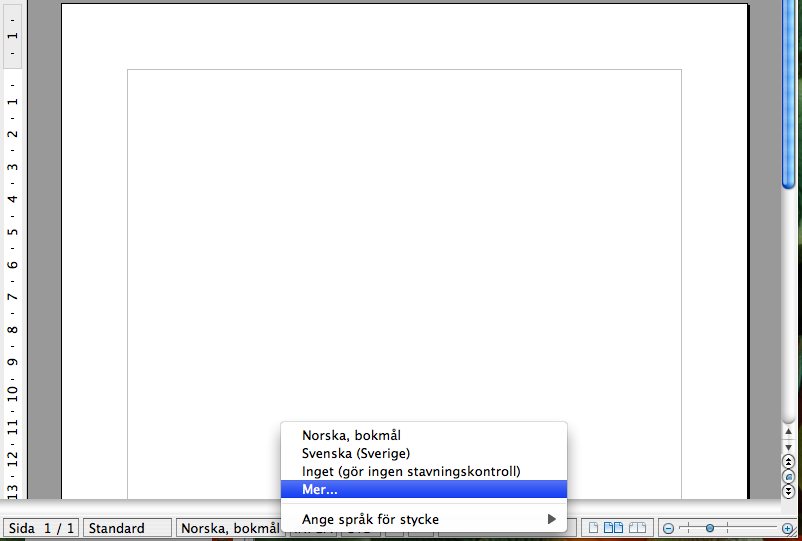 1
1
2
3
4
5
6
7
8
9
10
11
12
13
Norska, bokmål
Svenska (Sverige)
Inget (gör ingen stavningskontroll)
Mer...
Ange språk för stycke
Sida 1 / 1
Standard
Norska, bokmål